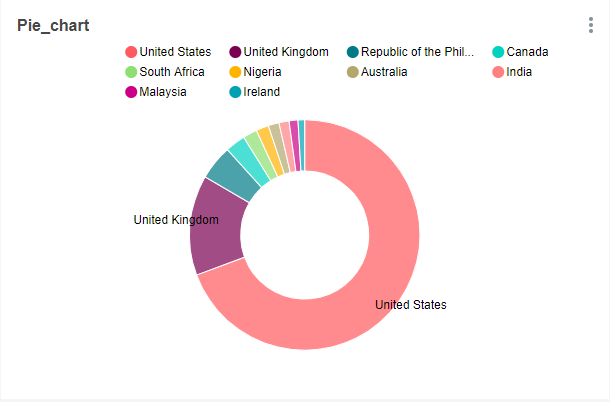 Pie_chart
United States United Kingdom Republic of the Phil... Canada
South Africa Nigeria Australia India
Malaysia Ireland
United Kingdom
United States